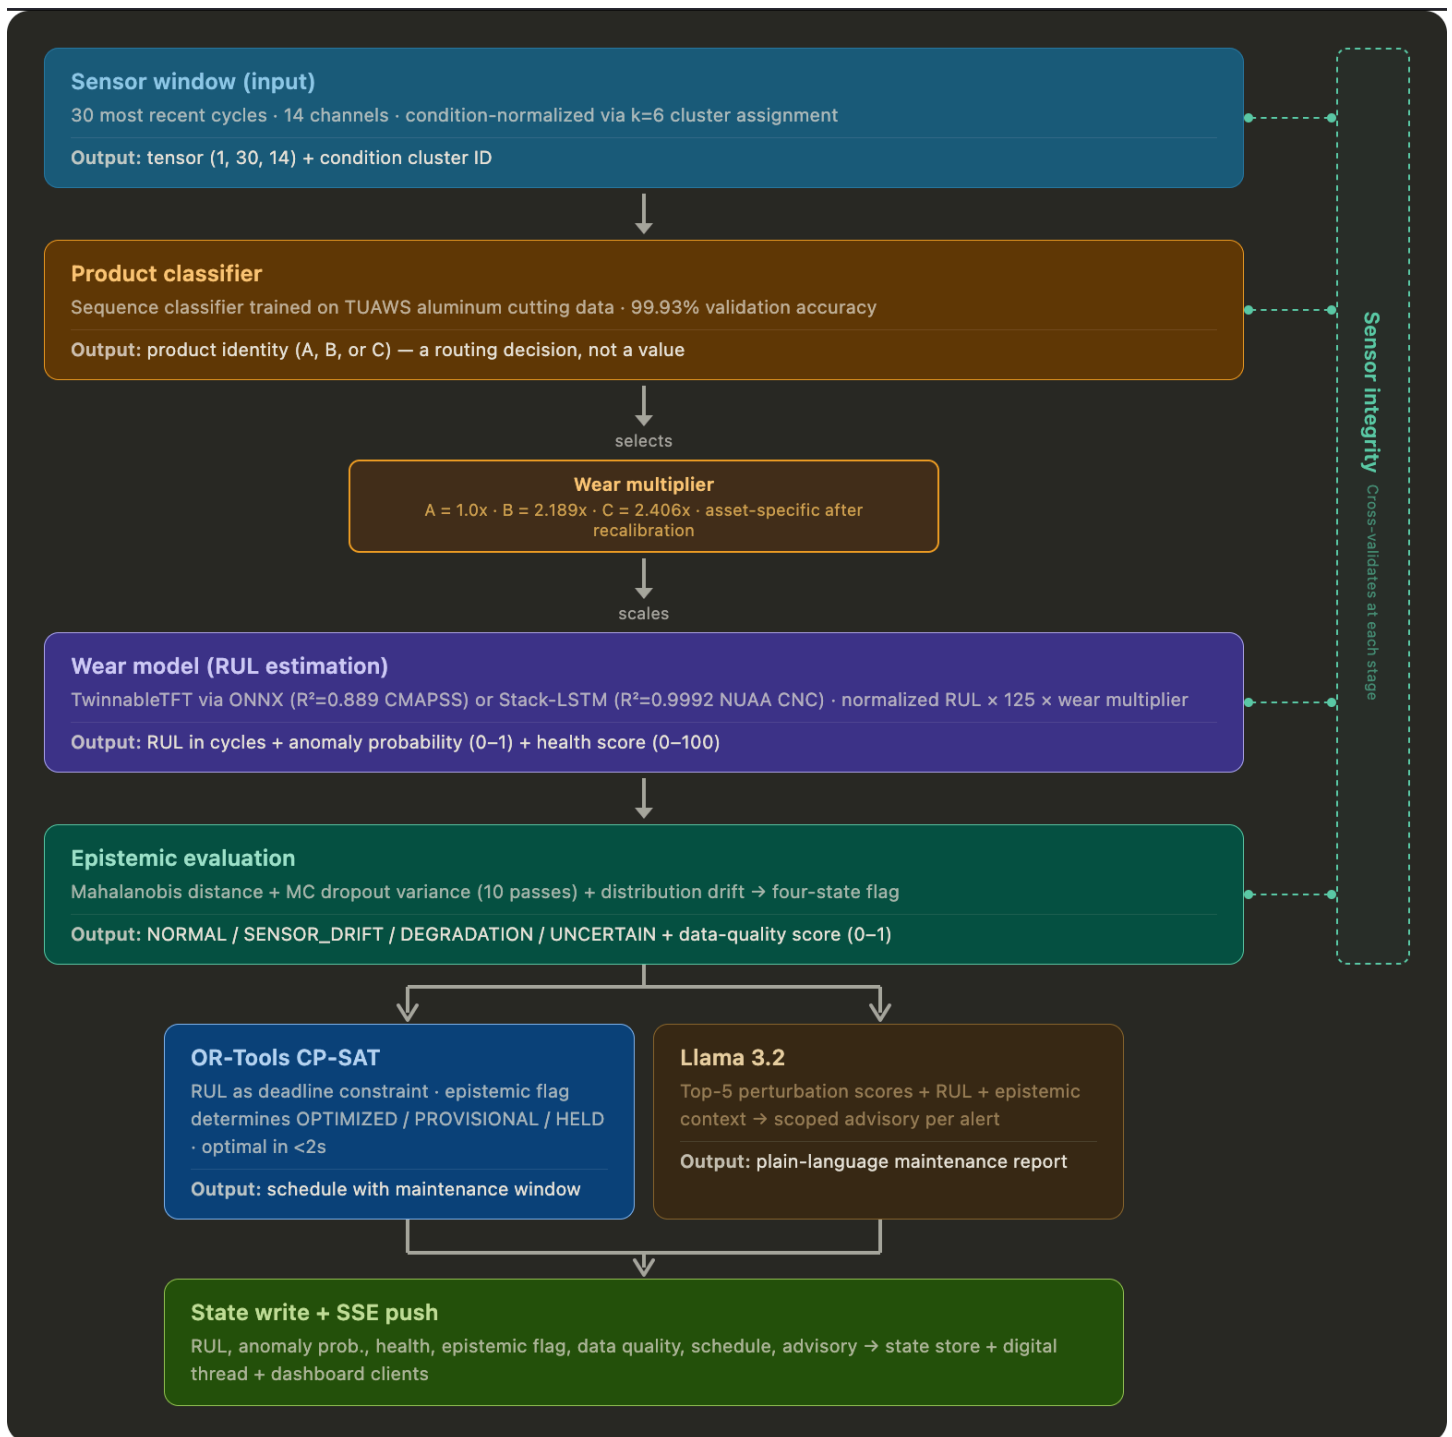 Sensor window (input)
30 most recent cycles · 14 channels · condition-normalized via k=6 cluster assignment
Output: tensor (1, 30, 14) + condition cluster ID
Product classifier
Sequence classifier trained on TUAWS aluminum cutting data · 99.93% validation accuracy
Output: product identity (A, B, or C) — a routing decision, not a value
selects
Wear multiplier
A = 1.0x · B = 2.189x · C = 2.406x · asset-specific after
recalibration
scales
Wear model (RUL estimation)
TwinnableTFT via ONNX (R²=0.889 CMAPSS) or Stack-LSTM (R²=0.9992 NUAA CNC) · normalized RUL × 125 × wear multiplier
Output: RUL in cycles + anomaly probability (0–1) + health score (0–100)
Epistemic evaluation
Mahalanobis distance + MC dropout variance (10 passes) + distribution drift → four-state flag
Output: NORMAL / SENSOR_DRIFT / DEGRADATION / UNCERTAIN + data-quality score (0–1)
Sensor integrity Cross-validates at each stage
OR-Tools CP-SAT
RUL as deadline constraint · epistemic flag
determines OPTIMIZED / PROVISIONAL / HELD
· optimal in <2s
Output: schedule with maintenance window
Llama 3.2
Top-5 perturbation scores + RUL + epistemic
context → scoped advisory per alert
Output: plain-language maintenance report
State write + SSE push
RUL, anomaly prob., health, epistemic flag, data quality, schedule, advisory → state store + digital
thread + dashboard clients